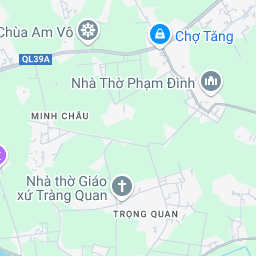 Chùa Am Vô
Chợ Tăng
QL39A
Nhà Thờ Phạm Đình
MINH CHÂU
Nhà thờ Giáo
xứ Tràng Quan
TRỌNG QUAN